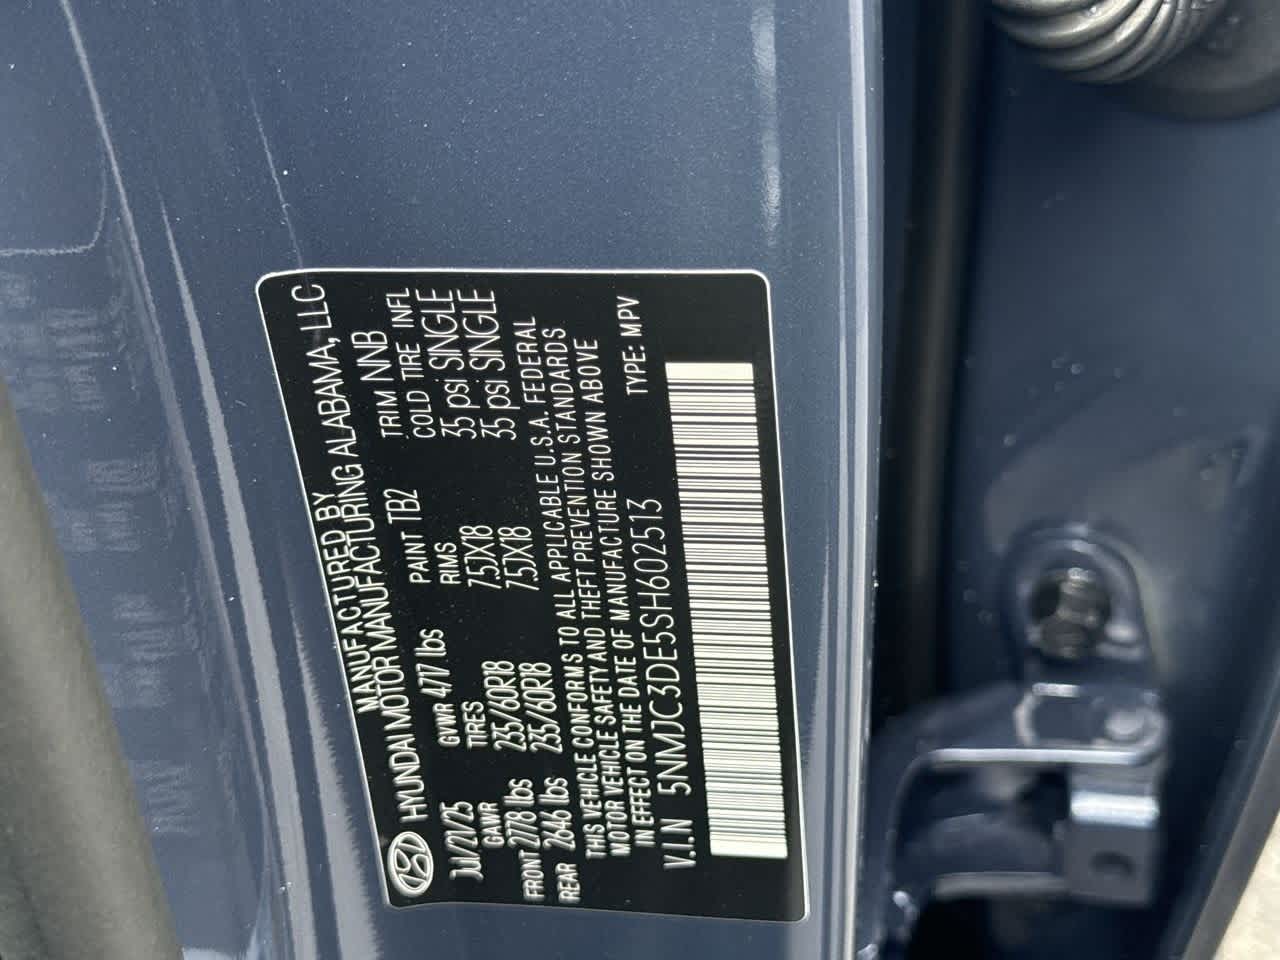 MANUFACTURED BY
HYUNDAI MOTOR MANUFACTURING ALABAMA, LLC
JUl/21/25 GVWR 4717 lbs PAINT TB2 TRIM NNB
GAWR TIRES RIMS COLD TIRE INFL
FRONT 2778 lbs 235/60R18 7.5JX18 35 psi SINGLE
REAR 2646 lbs 235/60R18 7.5JX18 35 psi SINGLE
THIS VEHICLE CONFORMS TO ALL APPLICABLE U.S.A. FEDERAL
MOTOR VEHICLE SAFETY AND THEFT PREVENTION STANDARDS
IN EFFECT ON THE DATE OF MANUFACTURE SHOWN ABOVE
V.I.N 5NMJC3DE5SH602513 TYPE: MPV